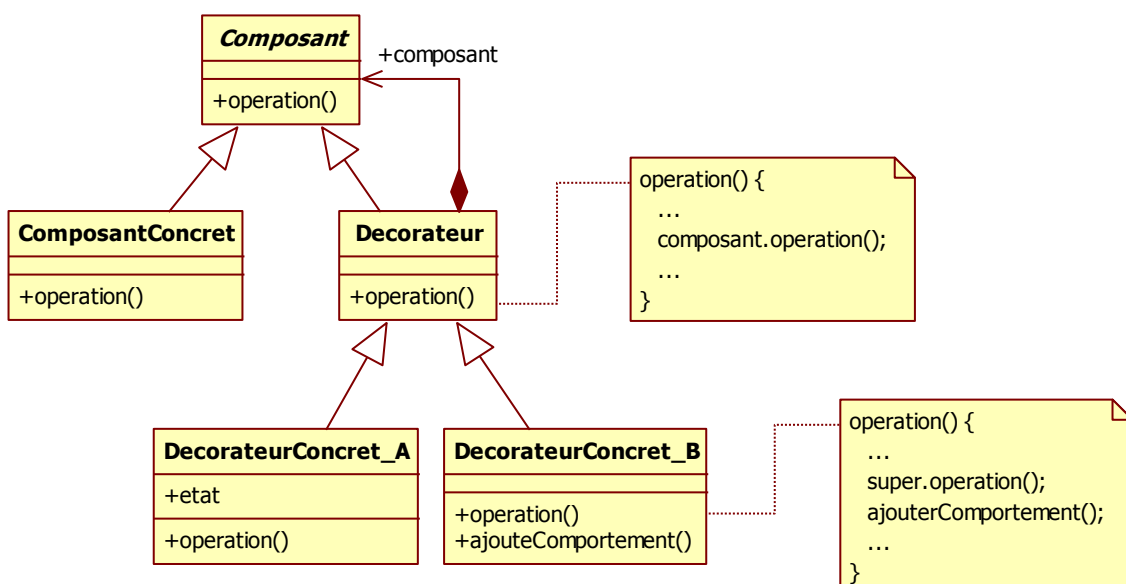 Composant
+composant
+operation()
operation() {
...
composant.operation();
...
}
ComposantConcret
+operation()
Decorateur
+operation()
DecorateurConcret_A
+etat
+operation()
DecorateurConcret_B
+operation()
+ajouteComportement()
operation() {
...
super.operation();
ajouterComportement();
...
}